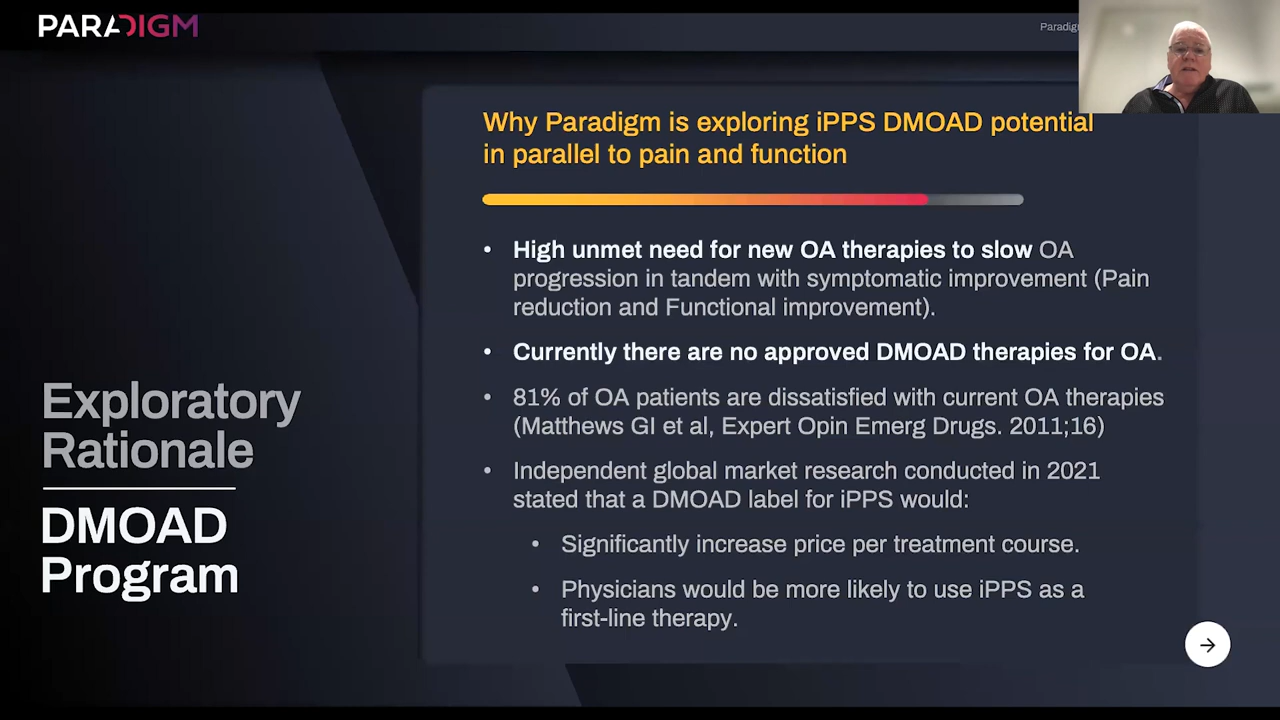 PARADIGM
Paradigm
Why Paradigm is exploring iPPS DMOAD potential
in parallel to pain and function
• High unmet need for new OA therapies to slow OA
progression in tandem with symptomatic improvement (Pain
reduction and Functional improvement).
• Currently there are no approved DMOAD therapies for OA.
• 81% of OA patients are dissatisfied with current OA therapies
(Matthews GI et al, Expert Opin Emerg Drugs. 2011;16)
• Independent global market research conducted in 2021
stated that a DMOAD label for iPPS would:
• Significantly increase price per treatment course.
• Physicians would be more likely to use iPPS as a
first-line therapy.
Exploratory
Rationale
DMOAD
Program